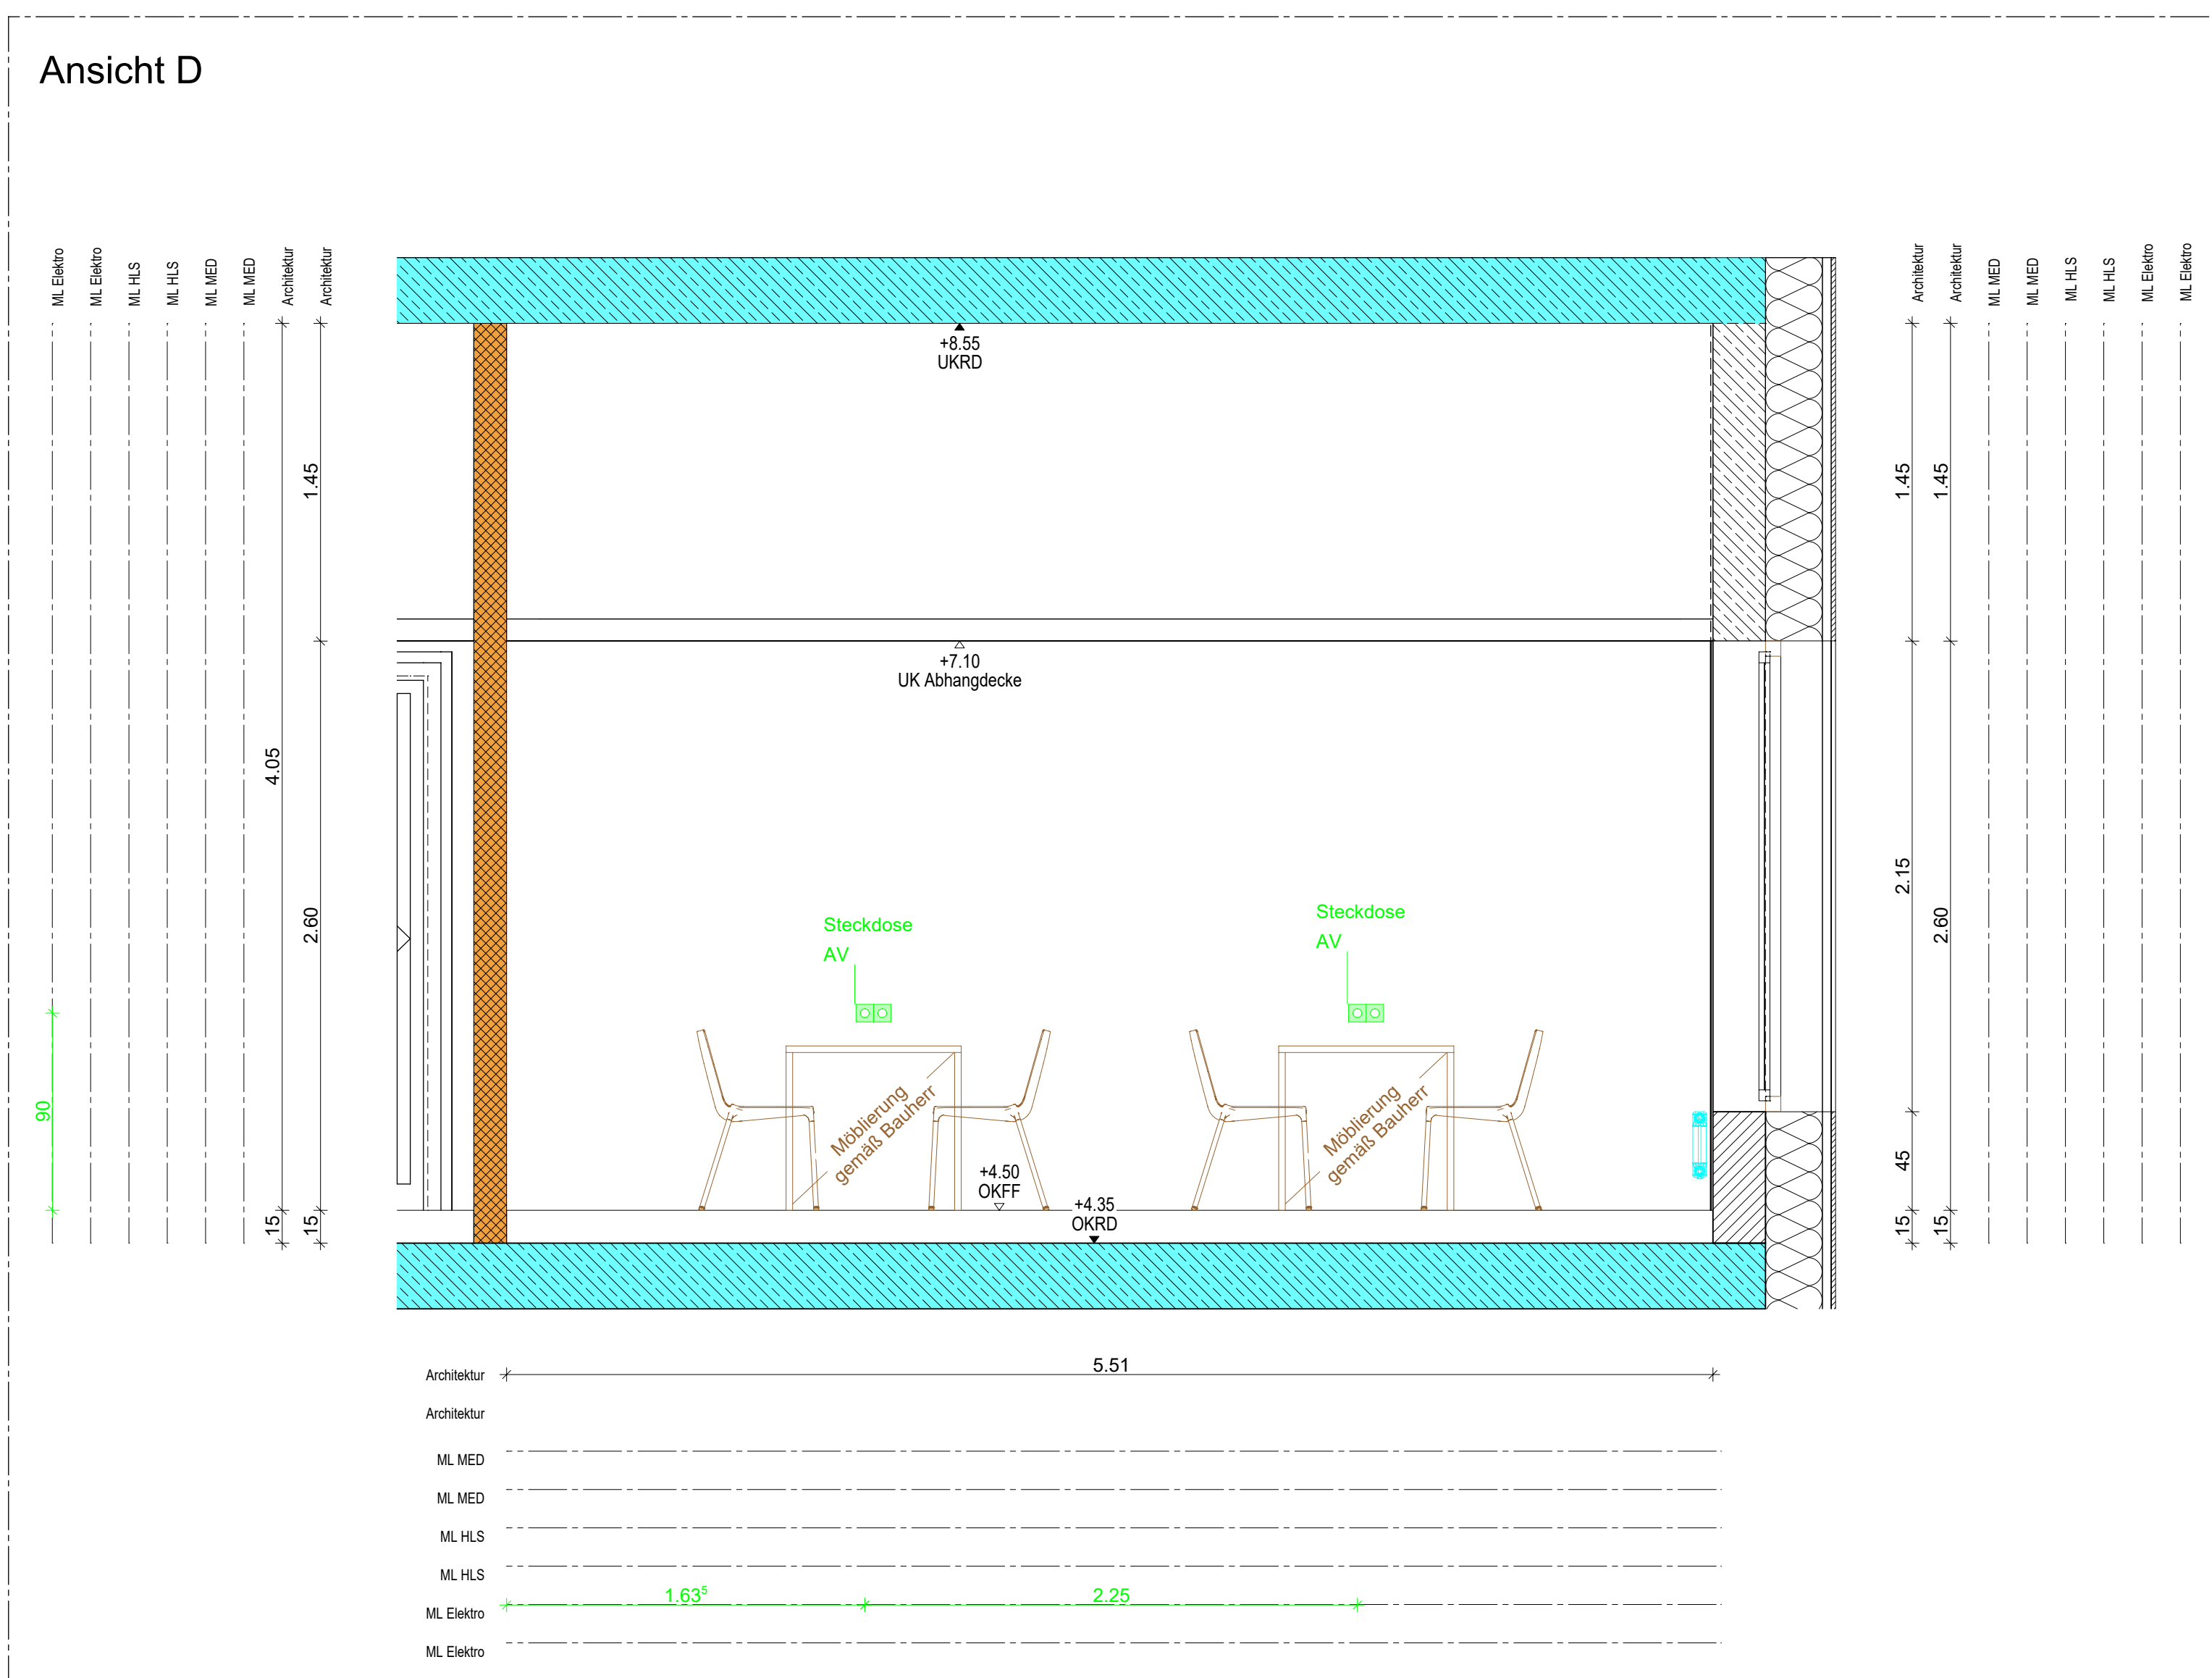 Ansicht D
ML Elektro
ML Elektro
ML HLS
ML HLS
ML MED
ML MED
Architektur
Architektur
Architektur
Architektur
ML MED
ML MED
ML HLS
ML HLS
ML Elektro
ML Elektro
+8.55
UKRD
1.45
1.45
1.45
+7.10
UK Abhangdecke
4.05
2.60
2.15
2.60
Steckdose
AV
Steckdose
AV
90
Möblierung
gemäß Bauherr
Möblierung
gemäß Bauherr
45
+4.50
OKFF
+4.35
OKRD
15
15
15
15
Architektur
5.51
Architektur
ML MED
ML MED
ML HLS
ML HLS
ML Elektro
1.63⁵
2.25
ML Elektro